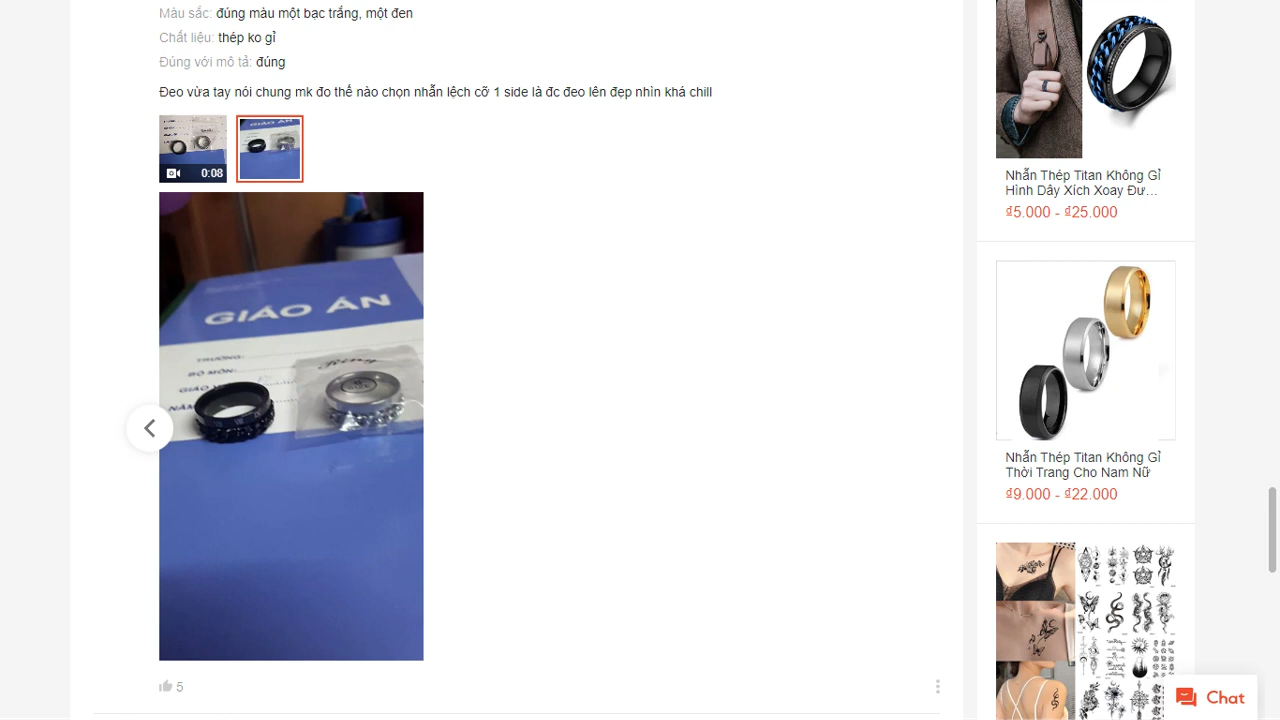 Màu sắc: đúng màu một bạc trắng, một đen
Chất liệu: thép ko gỉ
Đúng với mô tả: đúng
Đeo vừa tay nói chung mk đo thế nào chọn nhẫn lệch cỡ 1 side là đc đeo lên đẹp nhìn khá chill
0:08
GIÁO ÁN
TRƯỜNG:
BỘ MÔN:
Ring
5
Nhẫn Thép Titan Không Gỉ
Hình Dây Xích Xoay Đư...
₫5.000 - ₫25.000
Nhẫn Thép Titan Không Gỉ
Thời Trang Cho Nam Nữ
₫9.000 - ₫22.000
Chat